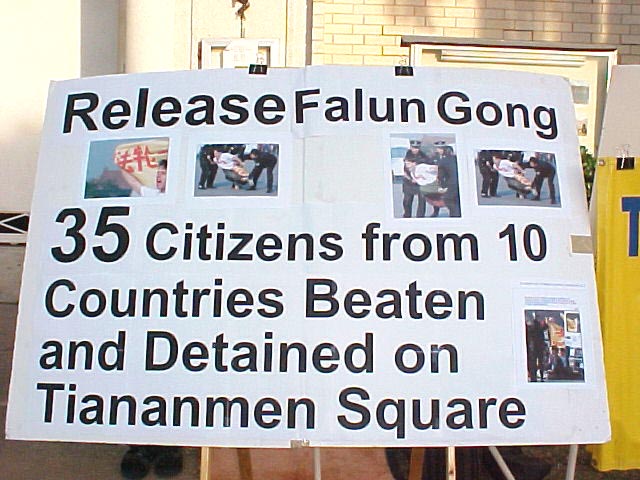 Release Falun Gong
35 Citizens from 10
Countries Beaten
and Detained on
Tiananmen Square
T